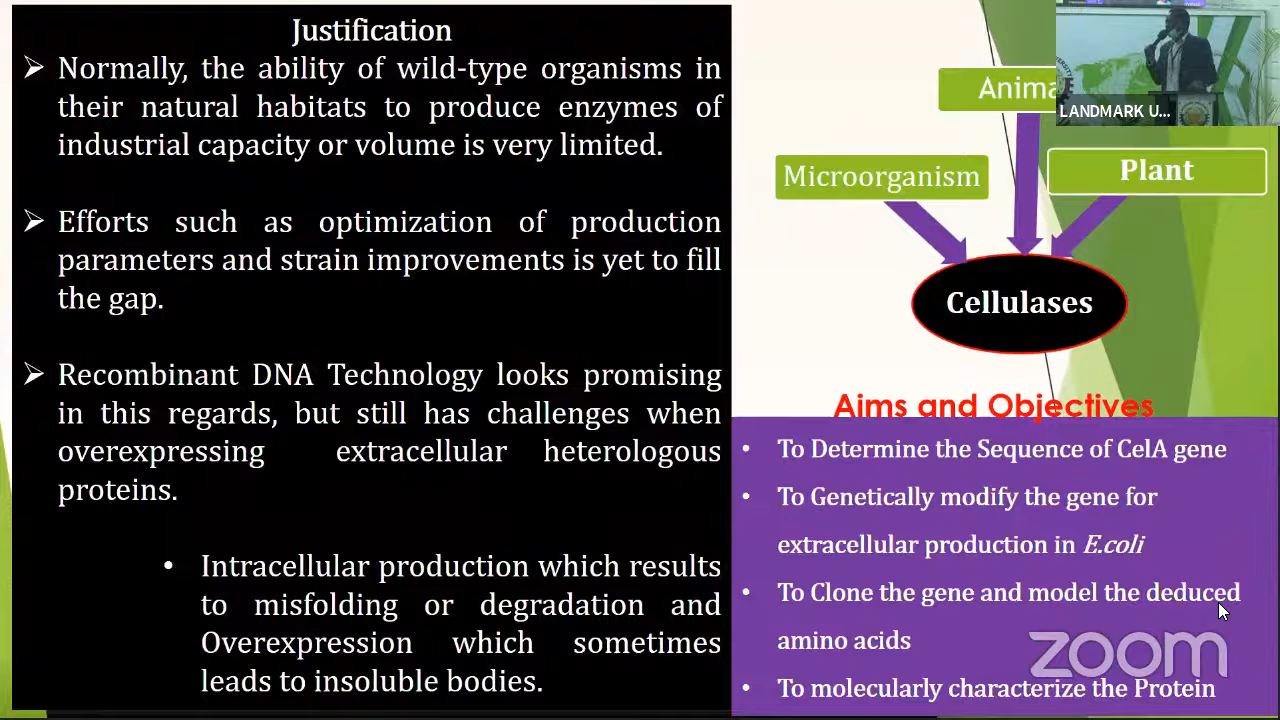 Justification
Normally, the ability of wild-type organisms in
their natural habitats to produce enzymes of
industrial capacity or volume is very limited.
Efforts such as optimization of production
parameters and strain improvements is yet to fill
the gap.
Recombinant DNA Technology looks promising
in this regards, but still has challenges when
overexpressing extracellular heterologous
proteins.
Intracellular production which results
to misfolding or degradation and
Overexpression which sometimes
leads to insoluble bodies.
LANDMARK U...
Microorganism
Plant
Cellulases
Aims and Objectives
To Determine the Sequence of CelA gene
To Genetically modify the gene for
extracellular production in E.coli
To Clone the gene and model the deduced
amino acids
To molecularly characterize the Protein
zoom